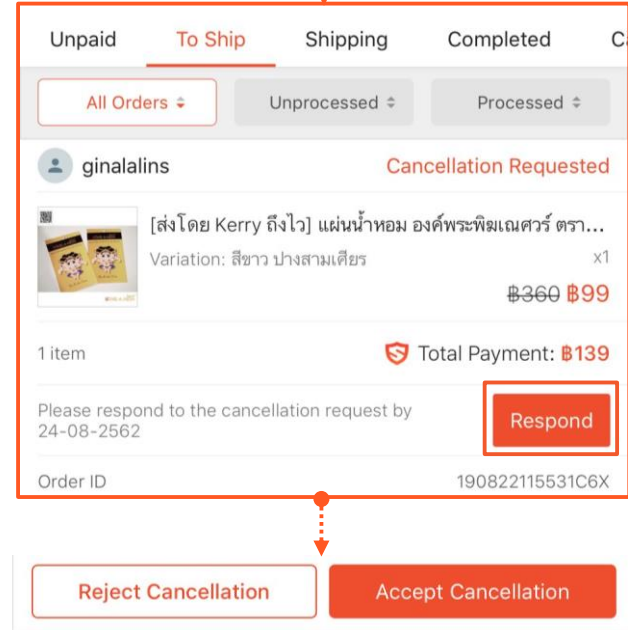 Unpaid To Ship Shipping Completed
All Orders Unprocessed Processed
ginalalins Cancellation Requested
[ส่งโดย Kerry ถึงไว] แผ่นน้ำหอม องค์พระพิฆเณศวร์ ตรา...
Variation: สีขาว ปางสามเศียร x1
฿360 ฿99
1 item Total Payment: ฿139
Please respond to the cancellation request by
24-08-2562
Respond
Order ID 190822115531C6X
Reject Cancellation Accept Cancellation